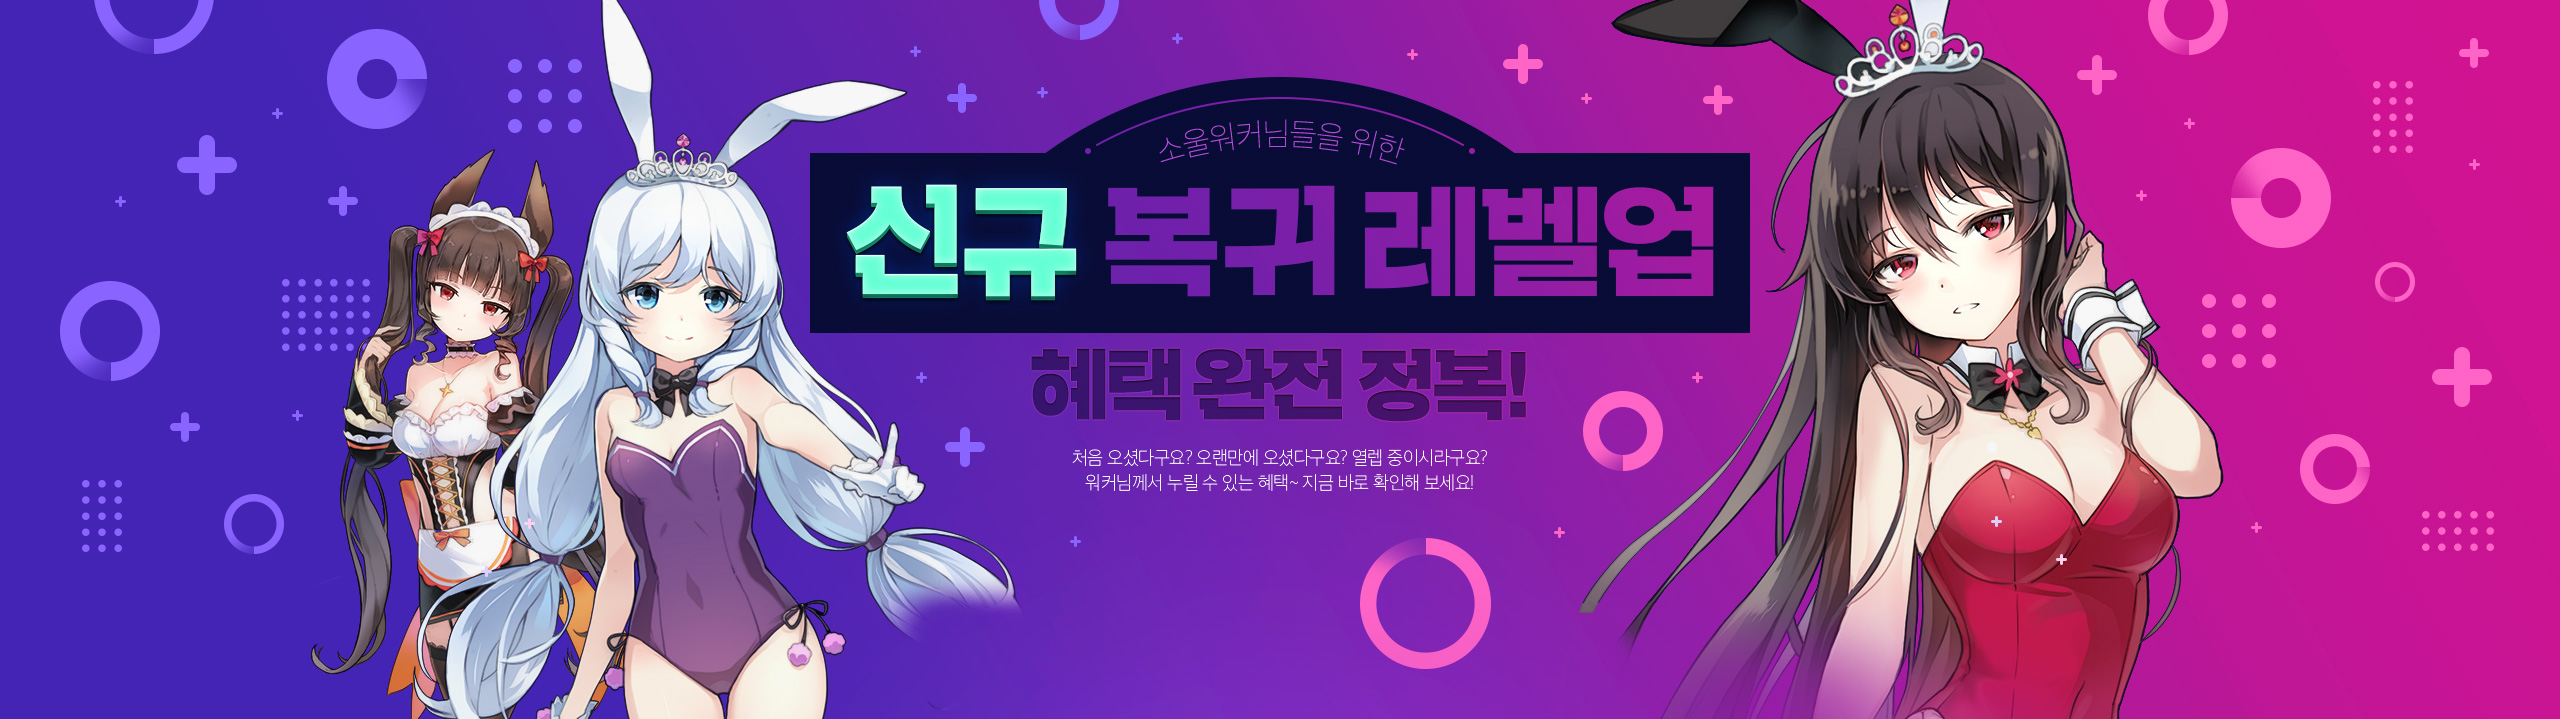 소울워커님들을 위한
신규 복귀 레벨업
혜택 완전 정복!
처음 오셨다구요? 오랜만에 오셨다구요? 열렙 중이시라구요?
워커님께서 누릴 수 있는 혜택~ 지금 바로 확인해 보세요!